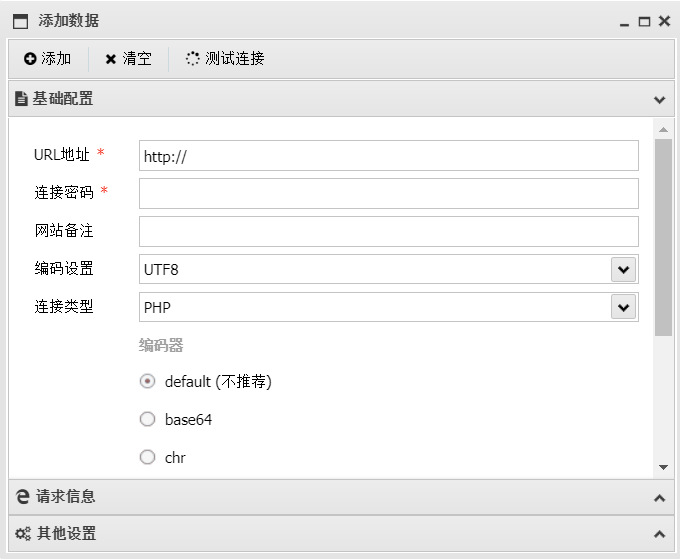 添加数据
添加 清空 测试连接
基础配置
URL地址 * http://
连接密码 *
网站备注
编码设置 UTF8
连接类型 PHP
编码器
default (不推荐)
base64
chr
请求信息
其他设置